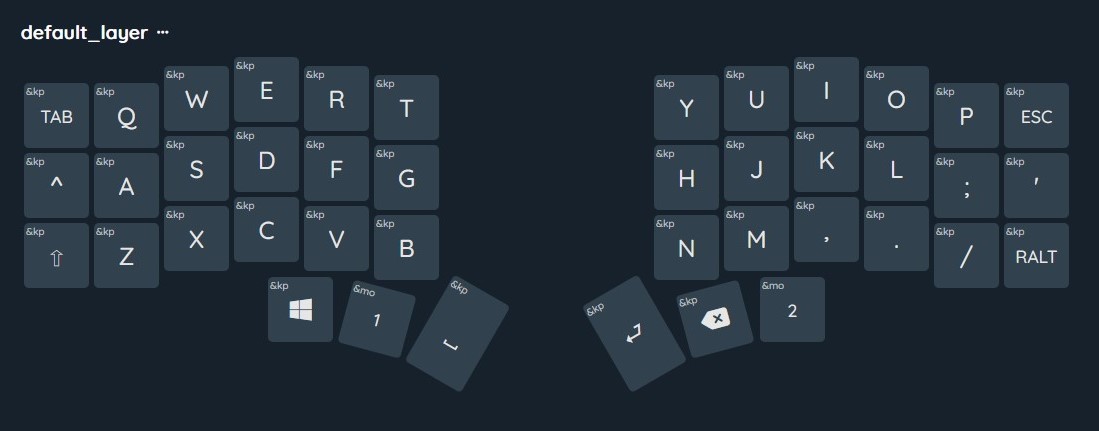 default_layer ···
&kp TAB &kp Q &kp W &kp E &kp R &kp T &kp Y &kp U &kp I &kp O &kp P &kp ESC
&kp ^ &kp A &kp S &kp D &kp F &kp G &kp H &kp J &kp K &kp L &kp ; &kp '
&kp ⇧ &kp Z &kp X &kp C &kp V &kp B &kp N &kp M &kp , &kp . &kp / &kp RALT
&kp &mo 1 &kp ⎵ &kp ↵ &kp ⌫ &mo 2